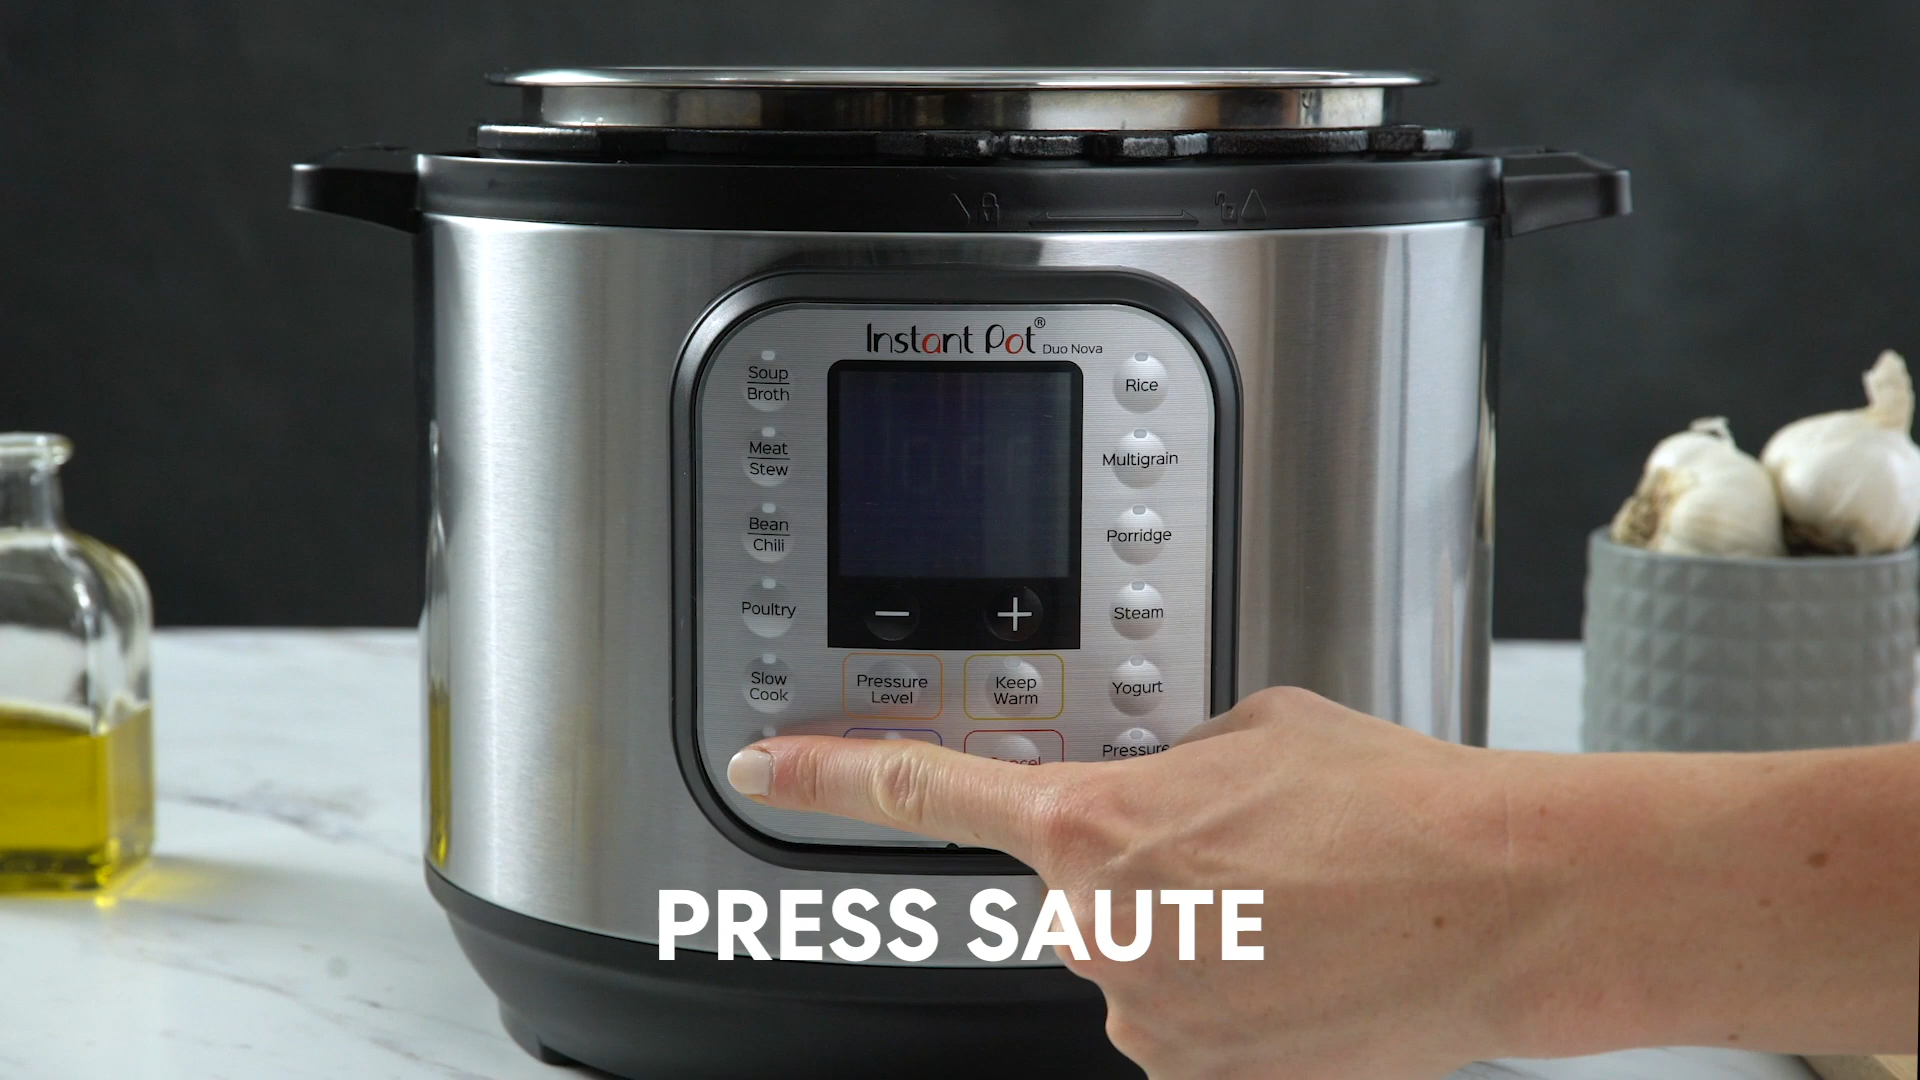 Instant Pot® Duo Nova
Soup
Broth
Meat
Stew
Bean
Chili
Poultry
Slow
Cook
Rice
Multigrain
Porridge
Steam
Yogurt
Pressure
− +
Pressure
Level
Keep
Warm
PRESS SAUTE